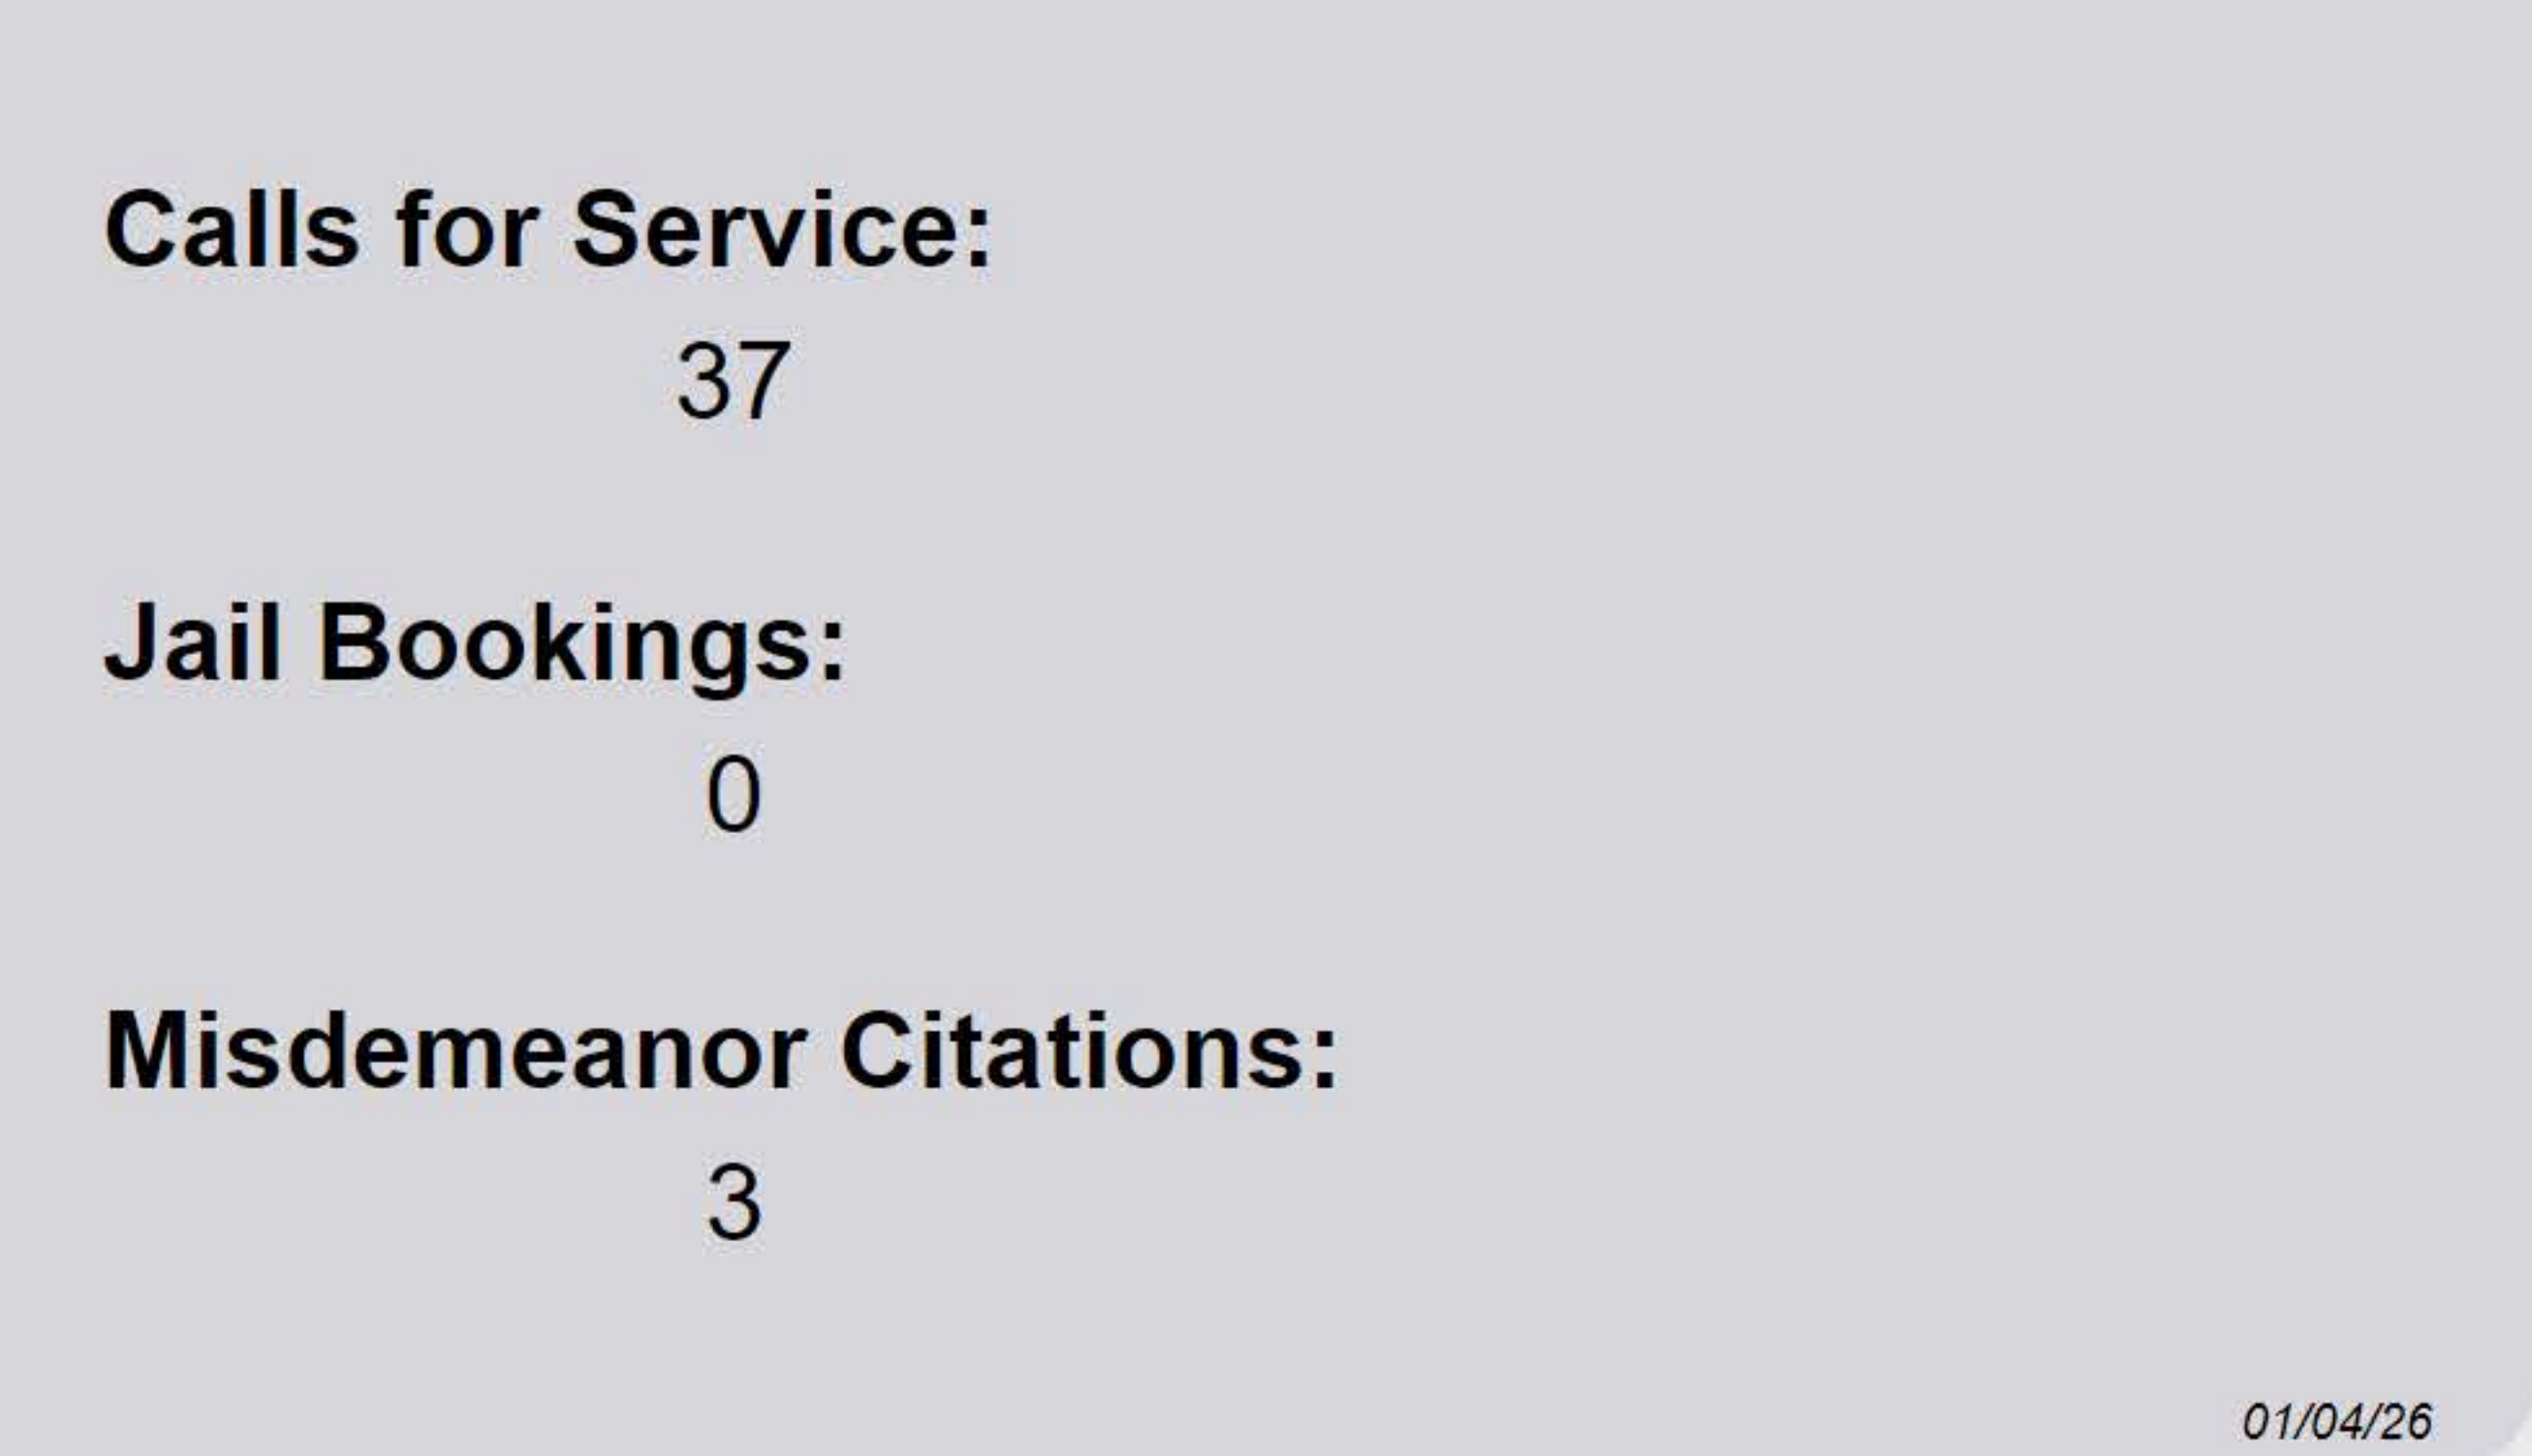 Calls for Service:
37
Jail Bookings:
0
Misdemeanor Citations:
3
01/04/26